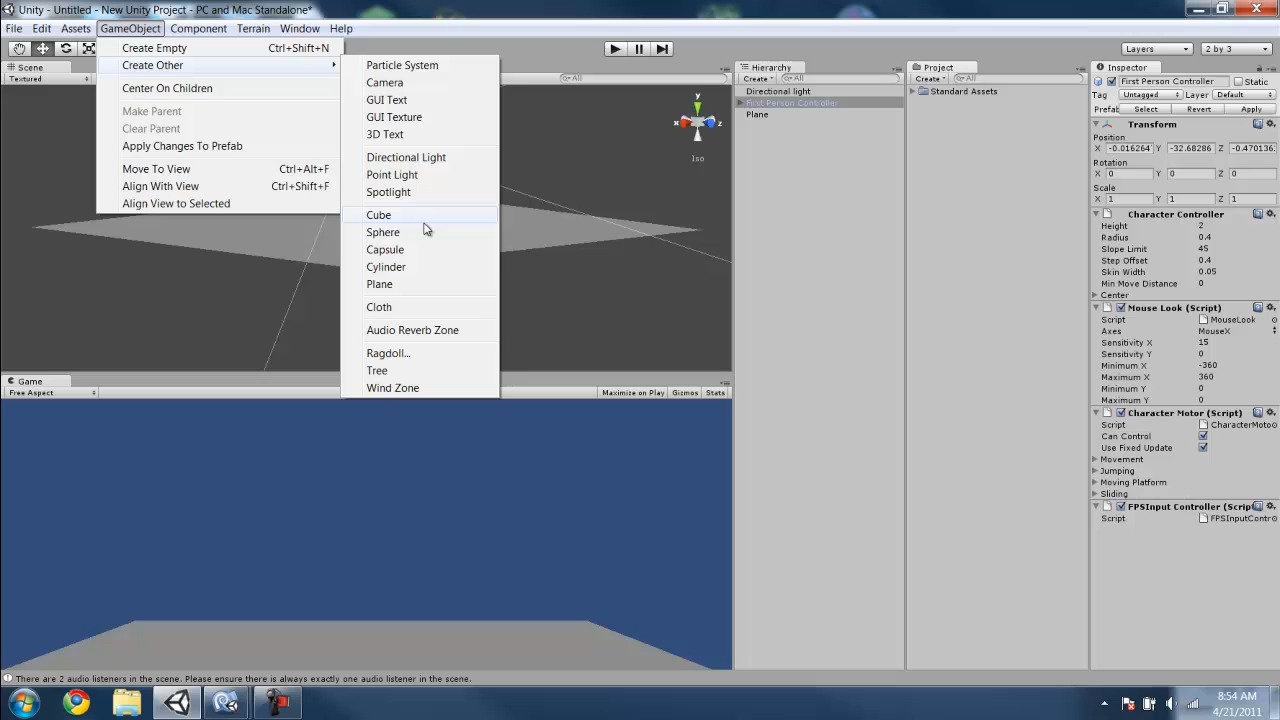 Unity - Untitled - New Unity Project - PC and Mac Standalone*
File Edit Assets GameObject Component Terrain Window Help
Create Empty Ctrl+Shift+N
Create Other
Center On Children
Make Parent
Clear Parent
Apply Changes To Prefab
Move To View Ctrl+Alt+F
Align With View Ctrl+Shift+F
Align View to Selected
Particle System
Camera
GUI Text
GUI Texture
3D Text
Directional Light
Point Light
Spotlight
Cube
Sphere
Capsule
Cylinder
Plane
Cloth
Audio Reverb Zone
Ragdoll...
Tree
Wind Zone
Layers
2 by 3
Scene
Textured
All
y
x
z
Iso
Game
Free Aspect
Maximize on Play Gizmos Stats
Hierarchy
Create All
Directional light
First Person Controller
Plane
Project
Create All
Standard Assets
Inspector
First Person Controller Static
Tag Untagged Layer Default
Prefab Select Revert Apply
Transform
Position
X -0.016264 Y -32.68286 Z -0.470136
Rotation
X 0 Y 0 Z 0
Scale
X 1 Y 1 Z 1
Character Controller
Height 2
Radius 0.4
Slope Limit 45
Step Offset 0.4
Skin Width 0.05
Min Move Distance 0
Center
Mouse Look (Script)
Script MouseLook
Axes MouseX
Sensitivity X 15
Sensitivity Y 0
Minimum X -360
Maximum X 360
Minimum Y 0
Maximum Y 0
Character Motor (Script)
Script CharacterMoto
Can Control
Use Fixed Update
Movement
Jumping
Moving Platform
Sliding
FPSInput Controller (Scrip
Script FPSInputContr
There are 2 audio listeners in the scene. Please ensure there is always exactly one audio listener in the scene.
8:54 AM
4/21/2011